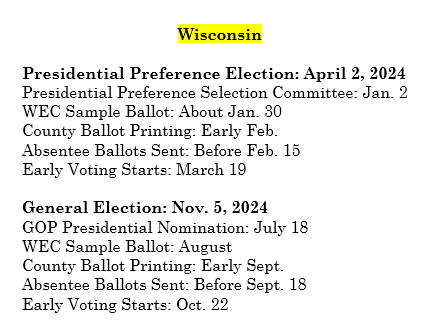 Wisconsin
Presidential Preference Election: April 2, 2024
Presidential Preference Selection Committee: Jan. 2
WEC Sample Ballot: About Jan. 30
County Ballot Printing: Early Feb.
Absentee Ballots Sent: Before Feb. 15
Early Voting Starts: March 19
General Election: Nov. 5, 2024
GOP Presidential Nomination: July 18
WEC Sample Ballot: August
County Ballot Printing: Early Sept.
Absentee Ballots Sent: Before Sept. 18
Early Voting Starts: Oct. 22